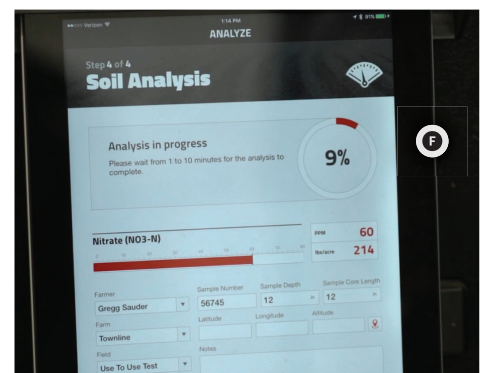 Verizon 1:14 PM 81%
ANALYZE
Step 4 of 4
Soil Analysis
F
Analysis in progress
Please wait from 1 to 10 minutes for the analysis to
complete.
9%
Nitrate (NO3-N)
PPM 60
lbs/acre 214
Farmer
Gregg Sauder
Sample Number
56745
Sample Depth
12 in
Sample Core Length
12 in
Farm
Townline
Latitude
Longitude
Altitude
Field
Use To Use Test
Notes